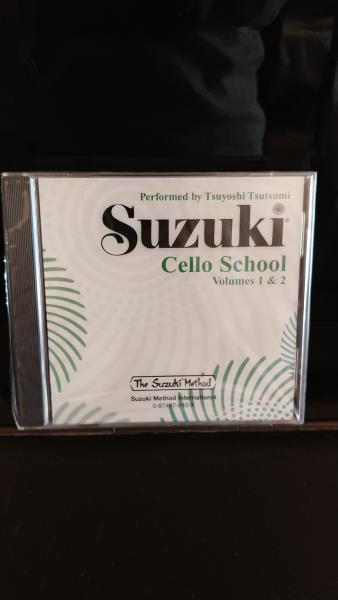 Performed by Tsuyoshi Tsutsumi
Suzuki®
Cello School
Volumes 1 & 2
The Suzuki Method
Suzuki Method International